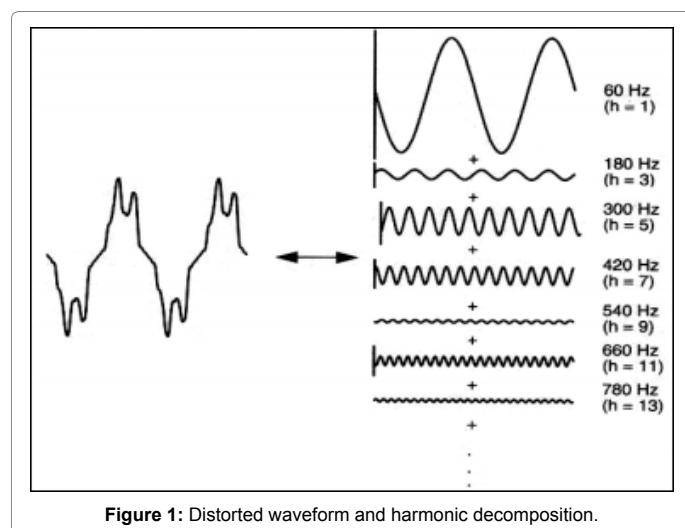 60 Hz
(h = 1)
+
180 Hz
(h = 3)
+
300 Hz
(h = 5)
+
420 Hz
(h = 7)
+
540 Hz
(h = 9)
+
660 Hz
(h = 11)
+
780 Hz
(h = 13)
+
.
.
.
Figure 1: Distorted waveform and harmonic decomposition.